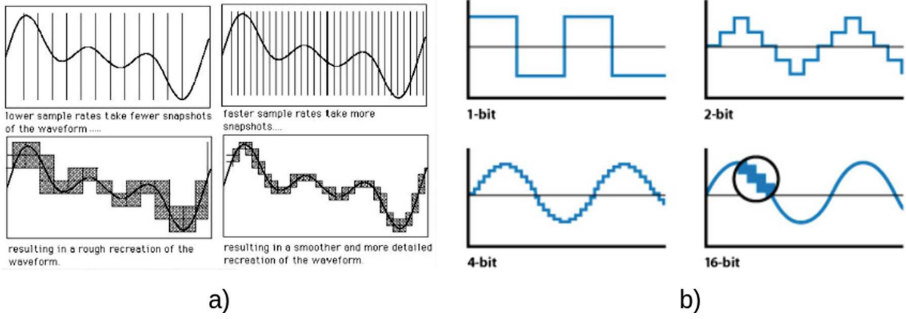 lower sample rates take fewer snapshots
of the waveform .....
faster sample rates take more
snapshots....
resulting in a rough recreation of the
waveform.
resulting in a smoother and more detailed
recreation of the waveform.
a)
1-bit
2-bit
4-bit
16-bit
b)